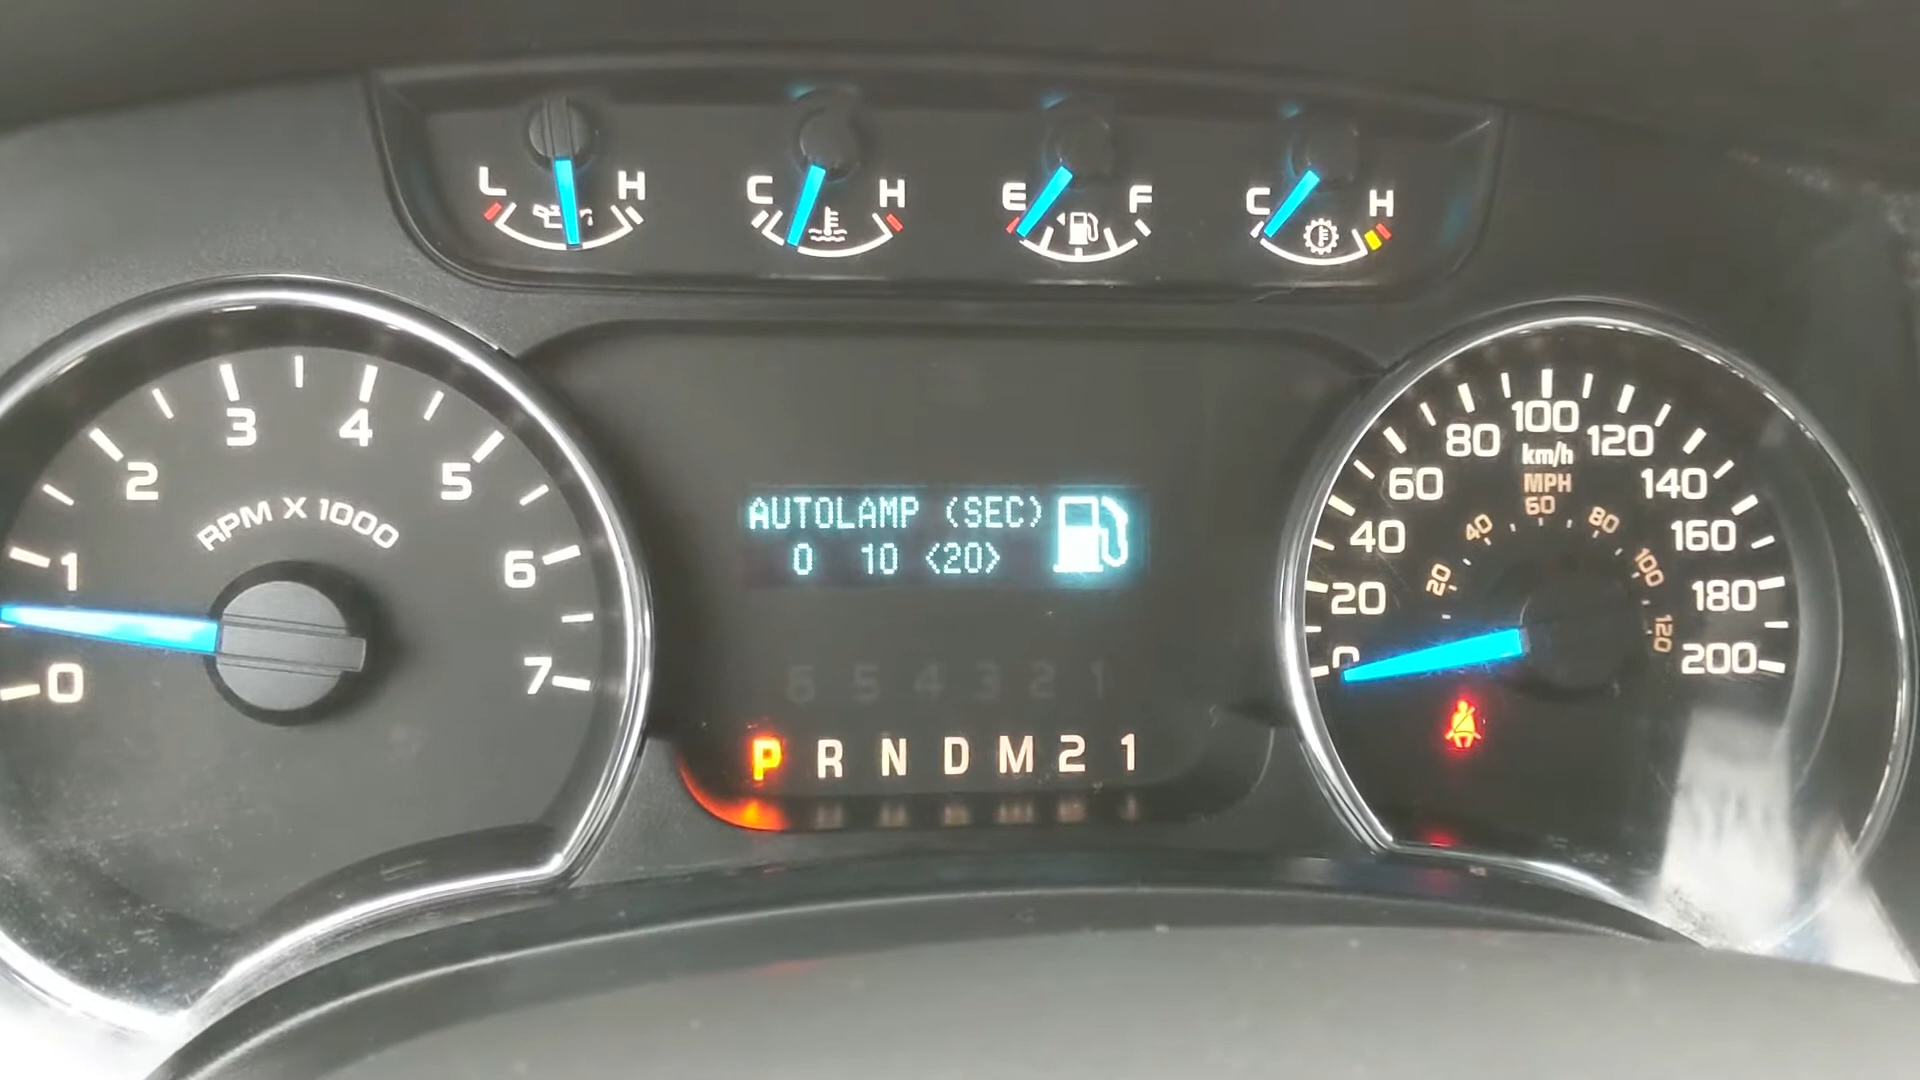 L H C H E F C H
0 1 2 3 4 5 6 7
RPM X 1000
AUTOLAMP (SEC)
0 10 <20>
6 5 4 3 2 1
P R N D M 2 1
0 20 40 60 80 100 120 140 160 180 200
km/h
MPH
20 40 60 80 100 120